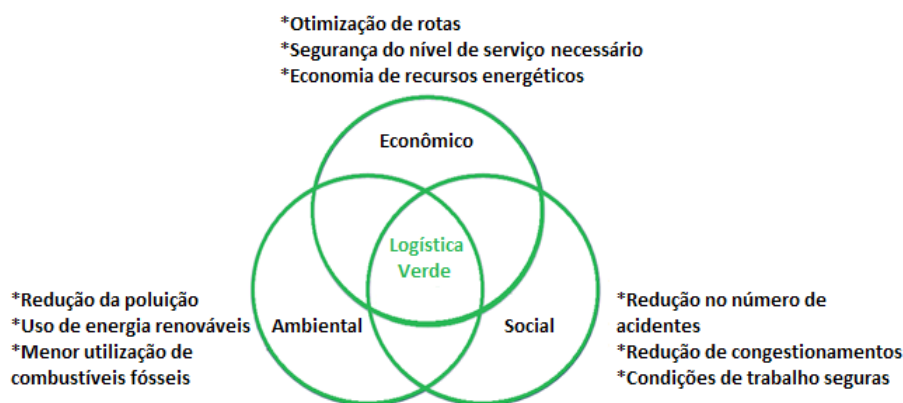 *Otimização de rotas
*Segurança do nível de serviço necessário
*Economia de recursos energéticos
Econômico
Logística
Verde
*Redução da poluição
*Uso de energia renováveis
*Menor utilização de
combustíveis fósseis
Ambiental
Social
*Redução no número de
acidentes
*Redução de congestionamentos
*Condições de trabalho seguras